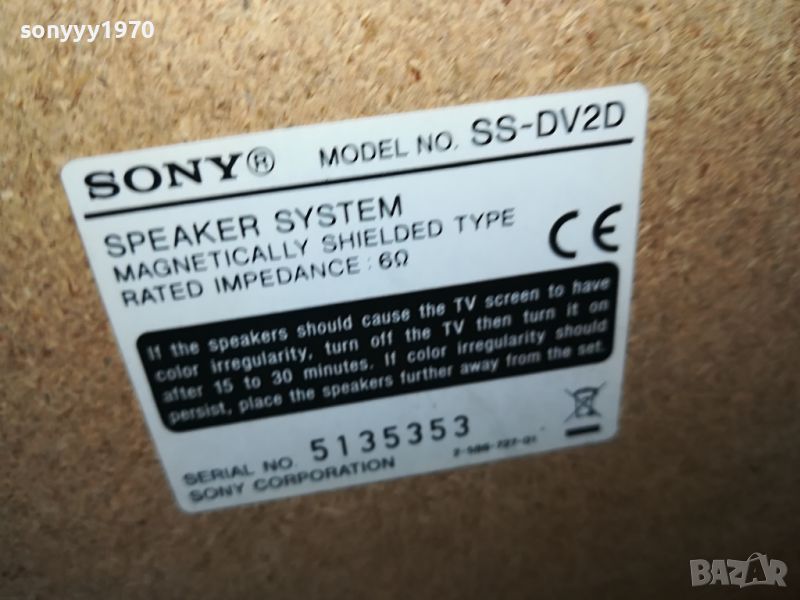 sonyyy1970
SONY® MODEL NO. SS-DV2D
SPEAKER SYSTEM
MAGNETICALLY SHIELDED TYPE
RATED IMPEDANCE : 6Ω
CE
If the speakers should cause the TV screen to have
color irregularity, turn off the TV then turn it on
after 15 to 30 minutes. If color irregularity should
persist, place the speakers further away from the set.
SERIAL NO. 5135353
SONY CORPORATION
BAZAR